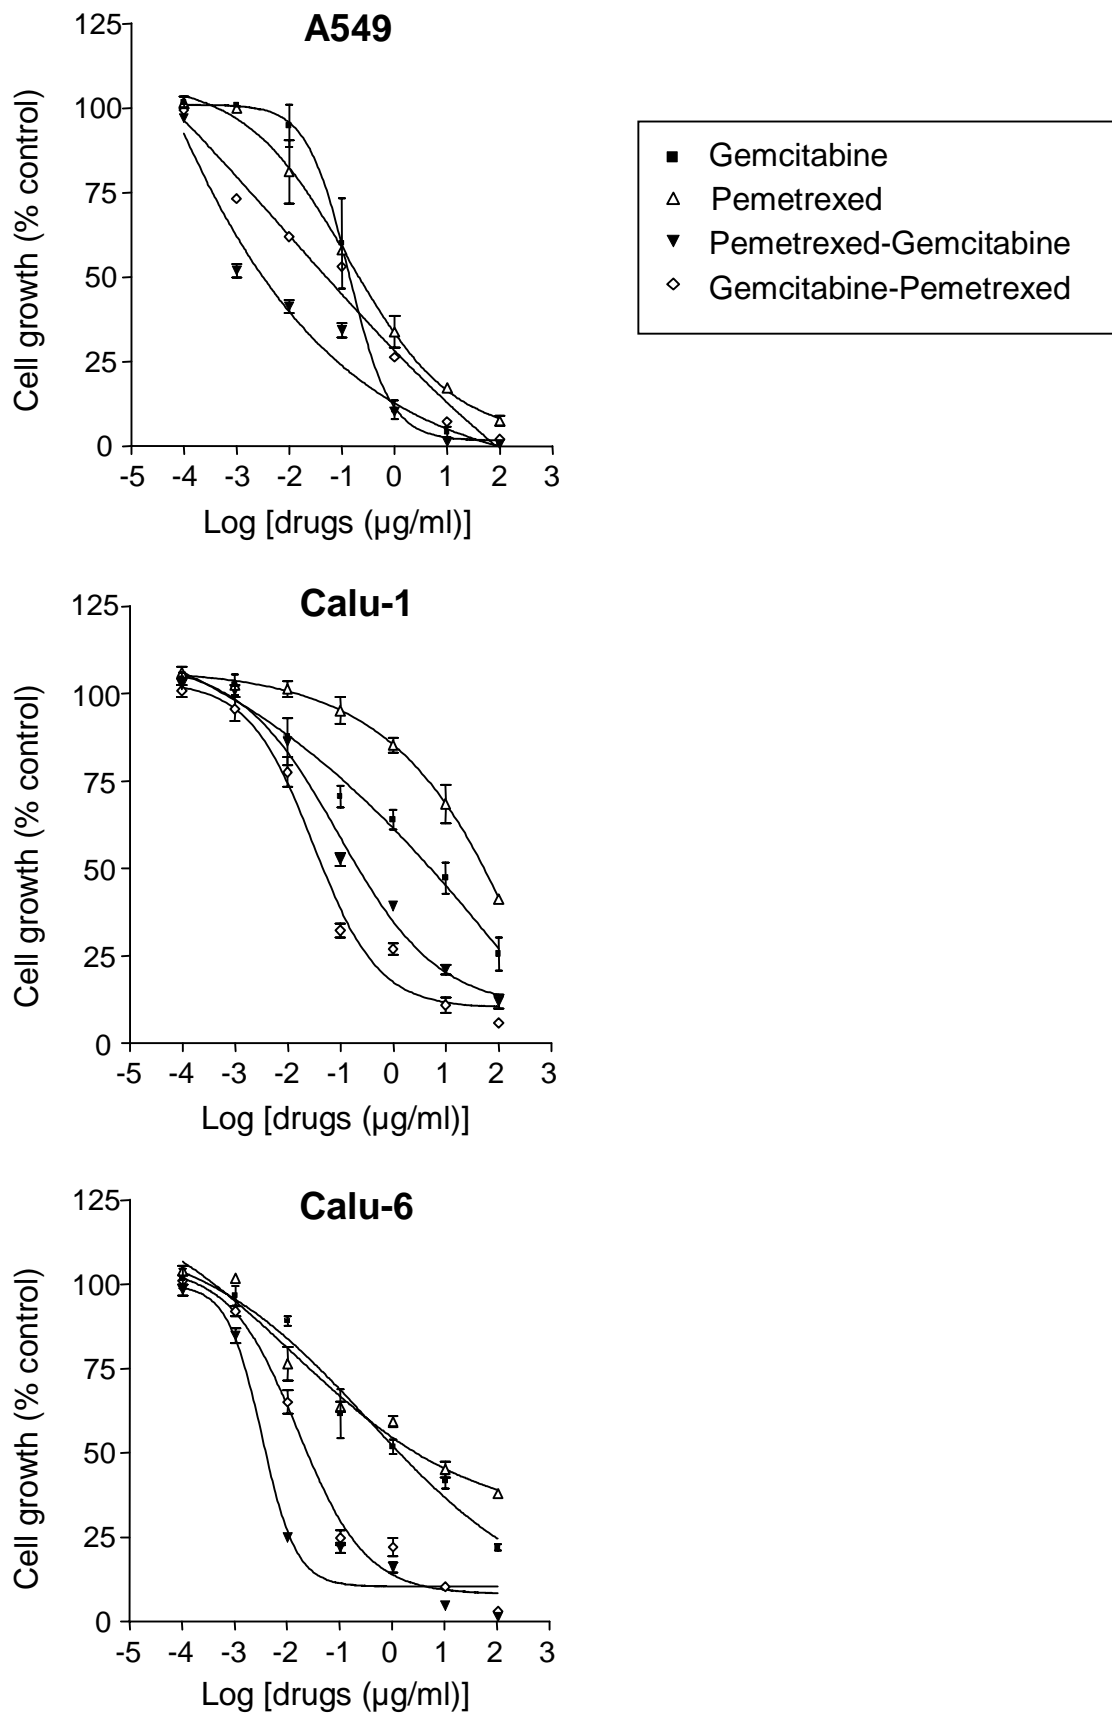 A549
125
100
75
50
25
0
Cell growth (% control)
-5 -4 -3 -2 -1 0 1 2 3
Log [drugs (µg/ml)]
Gemcitabine
Pemetrexed
Pemetrexed-Gemcitabine
Gemcitabine-Pemetrexed
Calu-1
125
100
75
50
25
0
Cell growth (% control)
-5 -4 -3 -2 -1 0 1 2 3
Log [drugs (µg/ml)]
Calu-6
125
100
75
50
25
0
Cell growth (% control)
-5 -4 -3 -2 -1 0 1 2 3
Log [drugs (µg/ml)]